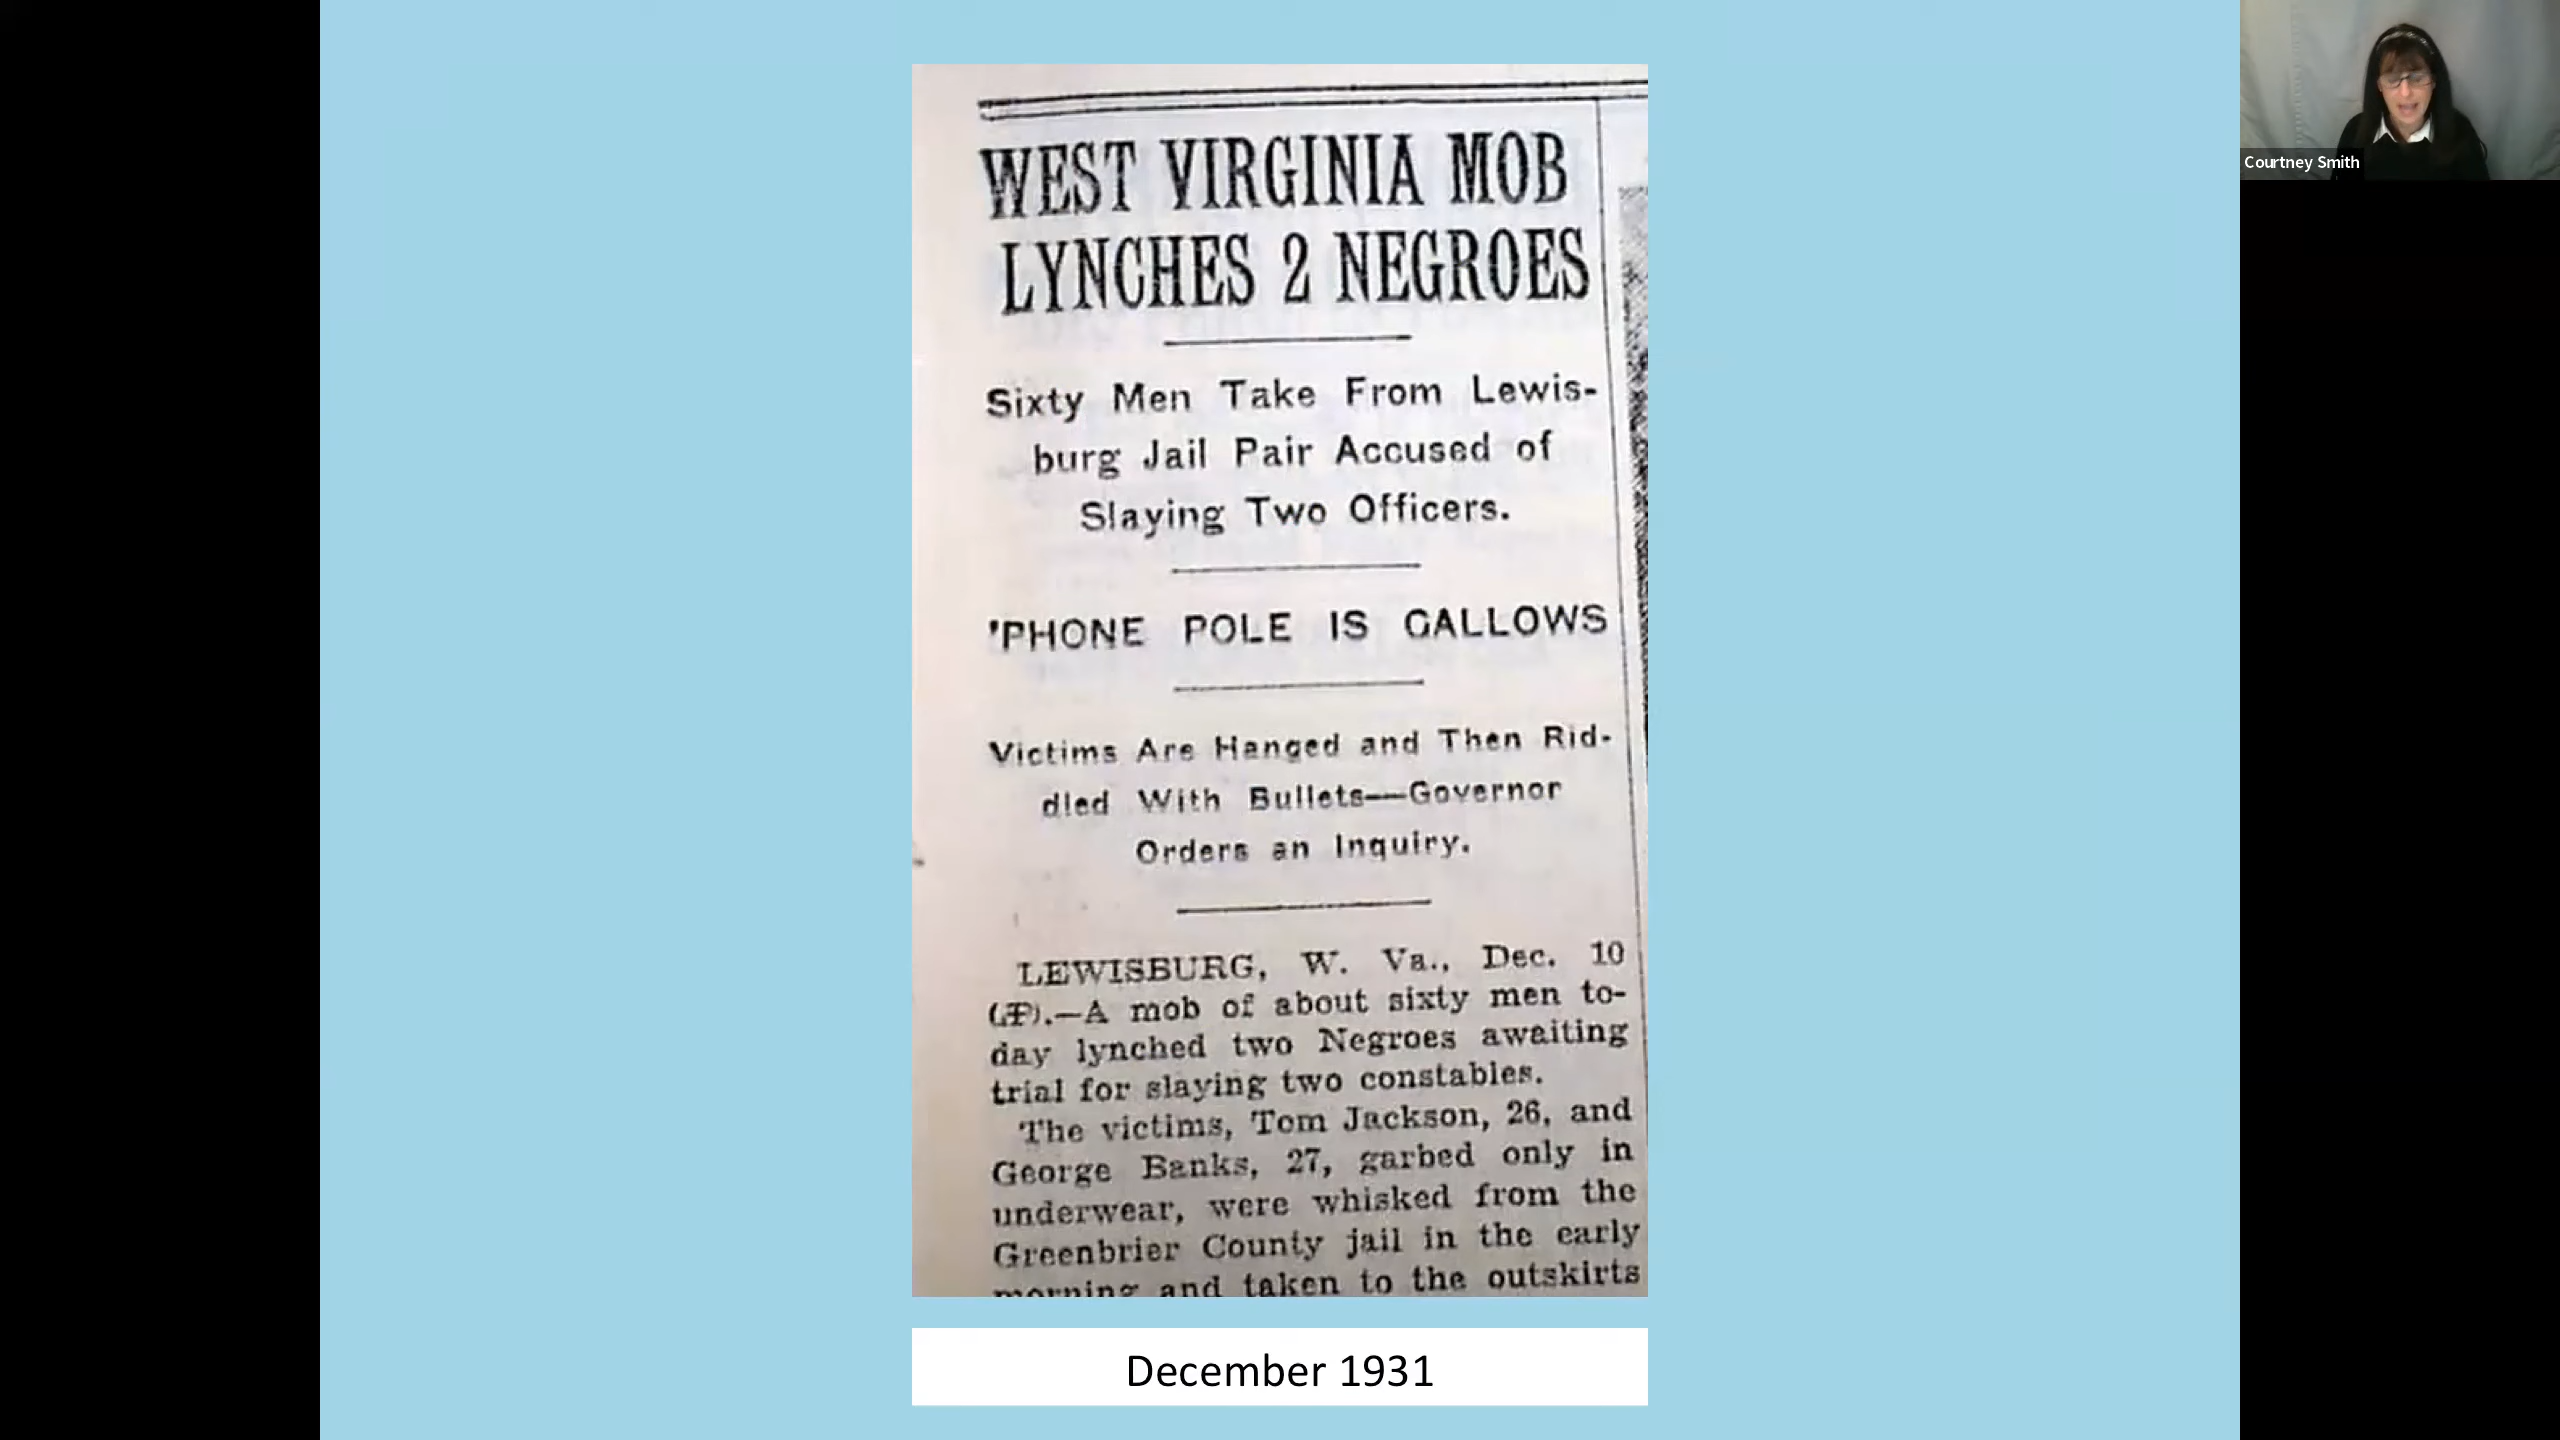 WEST VIRGINIA MOB
LYNCHES 2 NEGROES
Sixty Men Take From Lewis-
burg Jail Pair Accused of
Slaying Two Officers.
'PHONE POLE IS GALLOWS
Victims Are Hanged and Then Rid-
dled With Bullets—Governor
Orders an Inquiry.
LEWISBURG, W. Va., Dec. 10
(AP).—A mob of about sixty men to-
day lynched two Negroes awaiting
trial for slaying two constables.
The victims, Tom Jackson, 26, and
George Banks, 27, garbed only in
underwear, were whisked from the
Greenbrier County jail in the early
morning and taken to the outskirts
December 1931
Courtney Smith